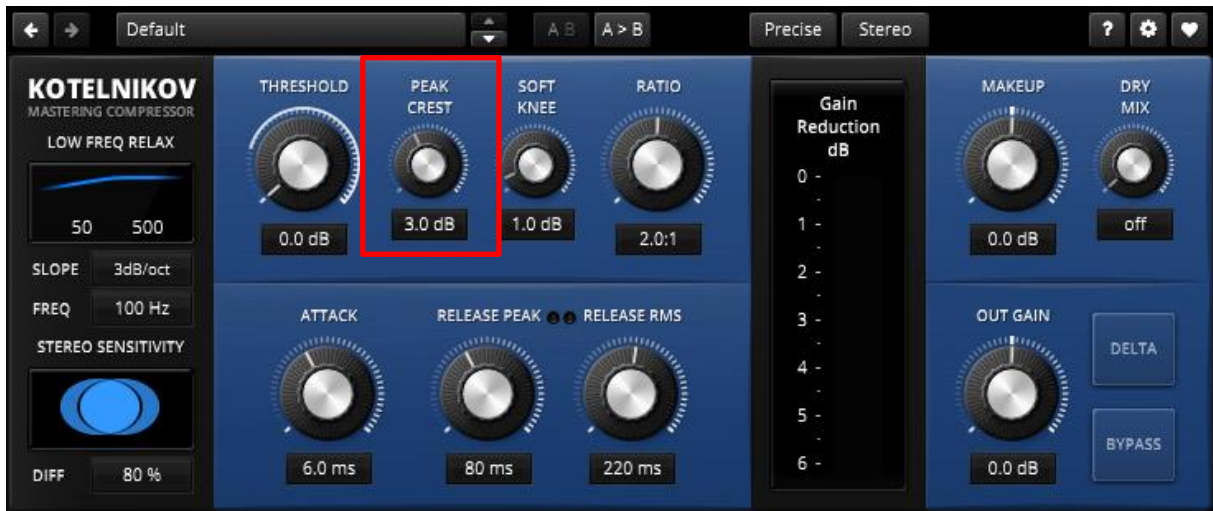 Default
A B
A > B
Precise
Stereo
?
KOTELNIKOV
MASTERING COMPRESSOR
LOW FREQ RELAX
50 500
SLOPE 3dB/oct
FREQ 100 Hz
STEREO SENSITIVITY
DIFF 80 %
THRESHOLD
0.0 dB
PEAK
CREST
3.0 dB
SOFT
KNEE
1.0 dB
RATIO
2.0:1
ATTACK
6.0 ms
RELEASE PEAK
80 ms
RELEASE RMS
220 ms
Gain
Reduction
dB
0 -
1 -
2 -
3 -
4 -
5 -
6 -
MAKEUP
0.0 dB
DRY
MIX
off
OUT GAIN
0.0 dB
DELTA
BYPASS